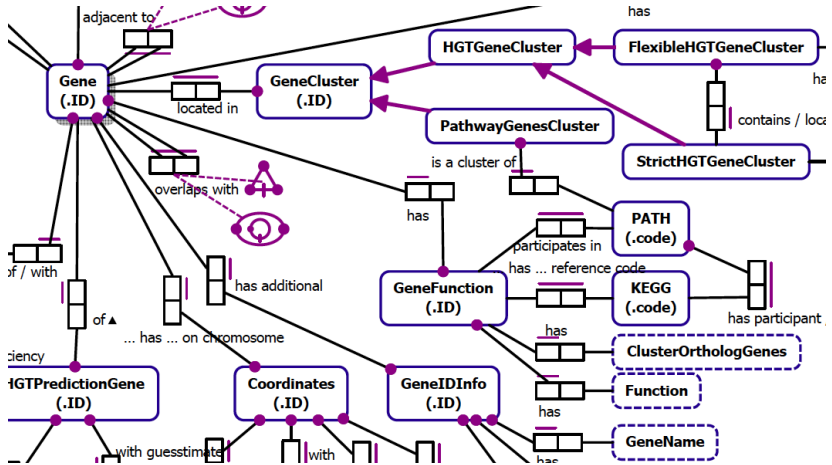 has
adjacent to
HGTGeneCluster
FlexibleHGTGeneCluster
Gene
(.ID)
GeneCluster
(.ID)
ha
located in
contains / loca
PathwayGenesCluster
is a cluster of
StrictHGTGeneCluster
overlaps with
has
PATH
(.code)
participates in
of / with
has additional
has ... reference code
GeneFunction
(.ID)
KEGG
(.code)
of ▲
... has ... on chromosome
has participant /
has
ClusterOrthologGenes
ciency
HGTPredictionGene
(.ID)
Coordinates
(.ID)
GeneIDInfo
(.ID)
Function
has
GeneName
with guesstimate
with
has